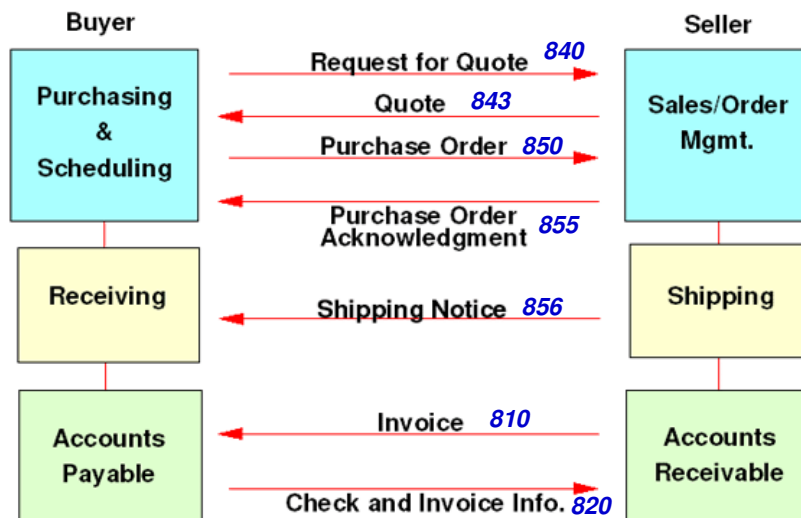 Buyer
Seller
Request for Quote 840
Purchasing
&
Scheduling
Quote 843
Sales/Order
Mgmt.
Purchase Order 850
Purchase Order
Acknowledgment 855
Receiving
Shipping Notice 856
Shipping
Accounts
Payable
Invoice 810
Accounts
Receivable
Check and Invoice Info. 820